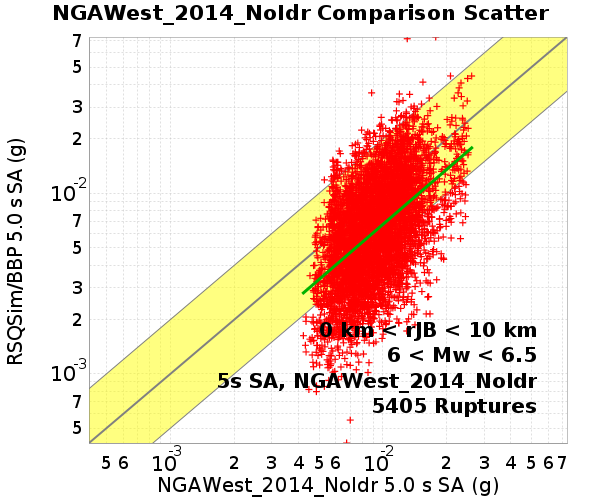 NGAWest_2014_NoIdr Comparison Scatter
7
5
3
2
10-2
7
5
3
2
10-3
7
5
RSQSim/BBP 5.0 s SA (g)
0 km < rJB < 10 km
6 < Mw < 6.5
5s SA, NGAWest_2014_NoIdr
5405 Ruptures
5 6 10-3 2 3 4 5 6 10-2 2 3 4 5 6 7
NGAWest_2014_NoIdr 5.0 s SA (g)